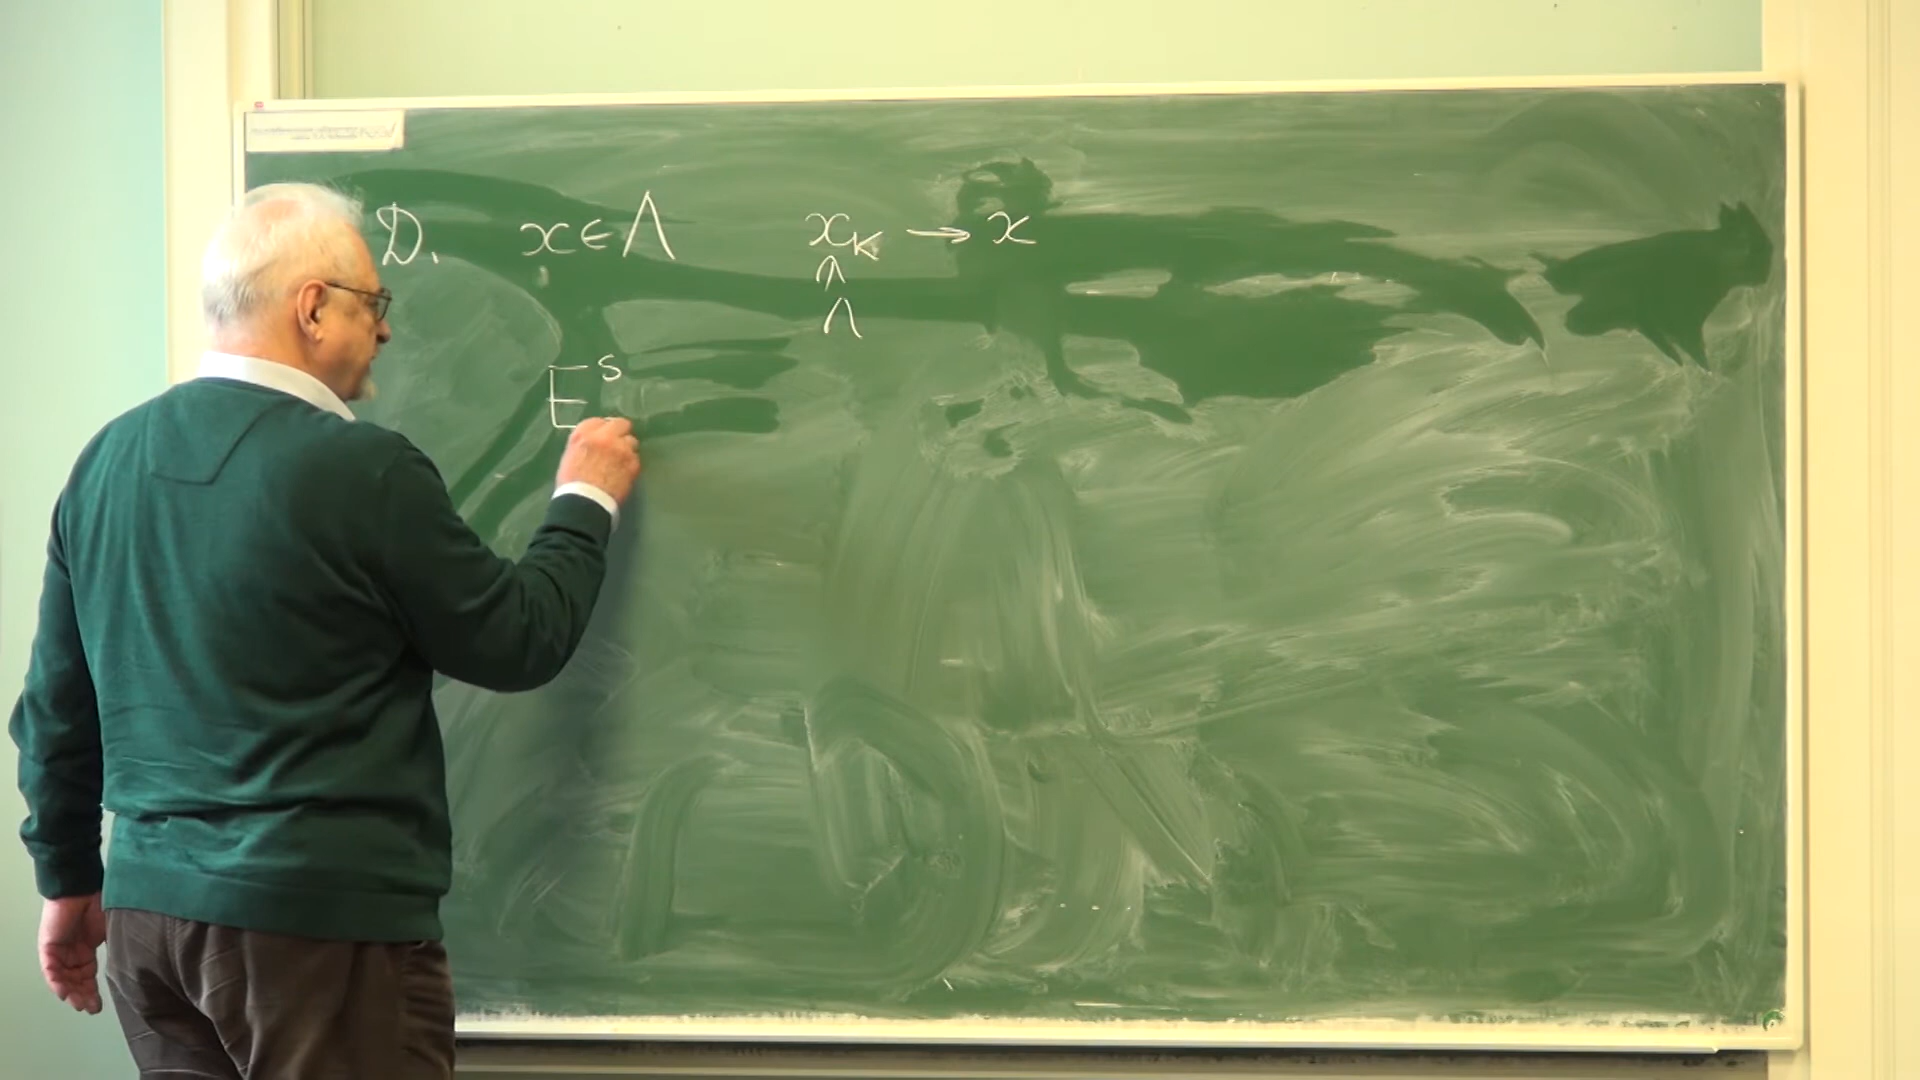 D. x ∈ Λ x_K → x
↑
Λ
E^s